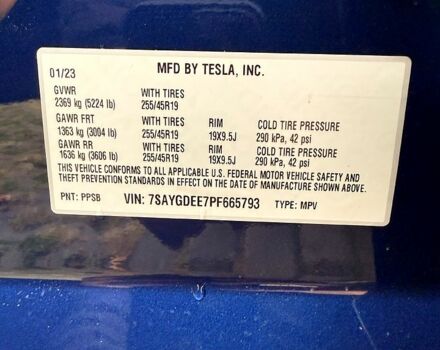 01/23 MFD BY TESLA, INC.
GVWR WITH TIRES
2369 kg (5224 lb) 255/45R19
GAWR FRT WITH TIRES RIM COLD TIRE PRESSURE
1363 kg (3004 lb) 255/45R19 19X9.5J 290 kPa, 42 psi
GAWR RR WITH TIRES RIM COLD TIRE PRESSURE
1636 kg (3606 lb) 255/45R19 19X9.5J 290 kPa, 42 psi
THIS VEHICLE CONFORMS TO ALL APPLICABLE U.S. FEDERAL MOTOR VEHICLE SAFETY AND
THEFT PREVENTION STANDARDS IN EFFECT ON THE DATE OF MANUFACTURE SHOWN ABOVE.
PNT: PPSB VIN: 7SAYGDEE7PF665793 TYPE: MPV